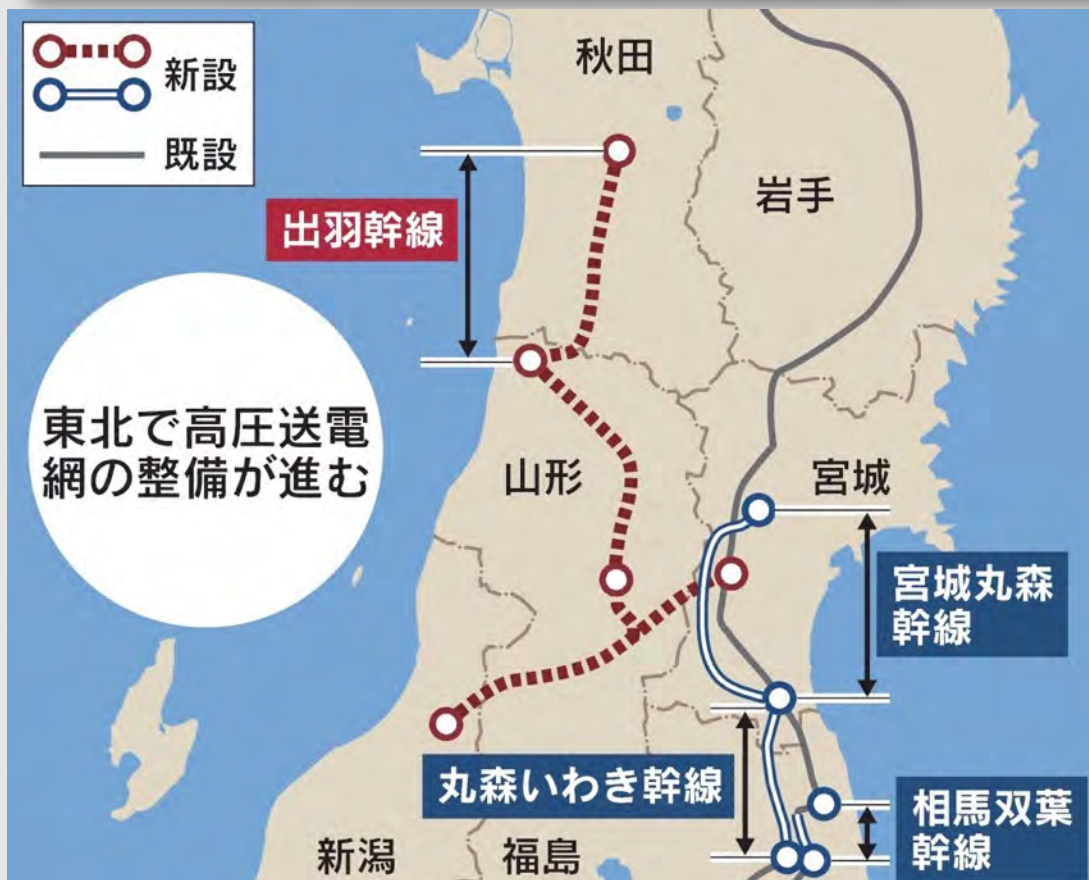 新設
既設
秋田
岩手
出羽幹線
東北で高圧送電
網の整備が進む
山形
宮城
宮城丸森
幹線
丸森いわき幹線
相馬双葉
幹線
新潟
福島